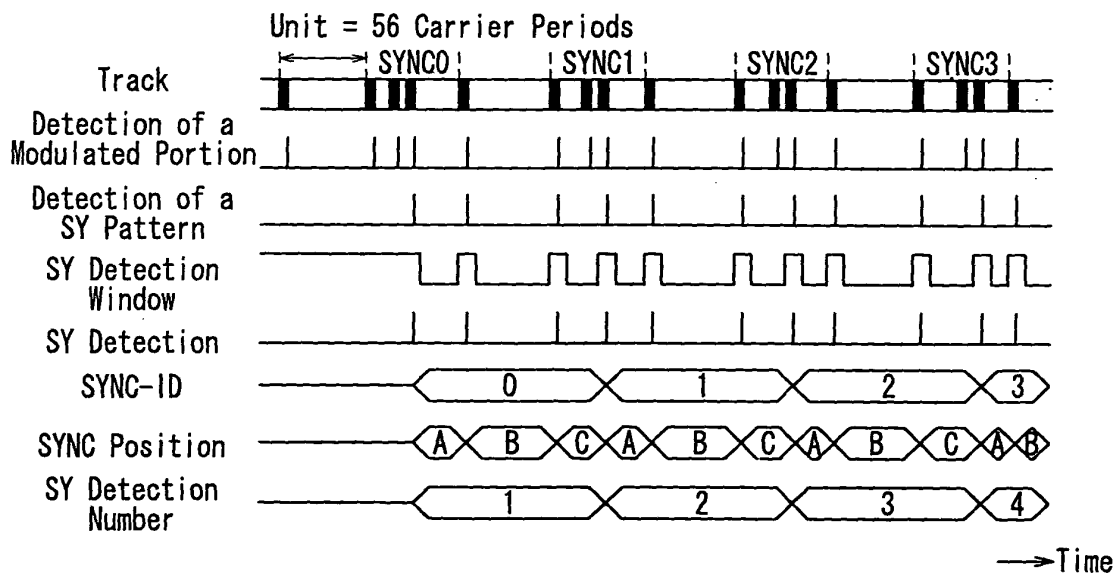 Unit = 56 Carrier Periods
Track
SYNC0 SYNC1 SYNC2 SYNC3
Detection of a
Modulated Portion
Detection of a
SY Pattern
SY Detection
Window
SY Detection
SYNC-ID
0 1 2 3
SYNC Position
A B C A B C A B C A B
SY Detection
Number
1 2 3 4
Time